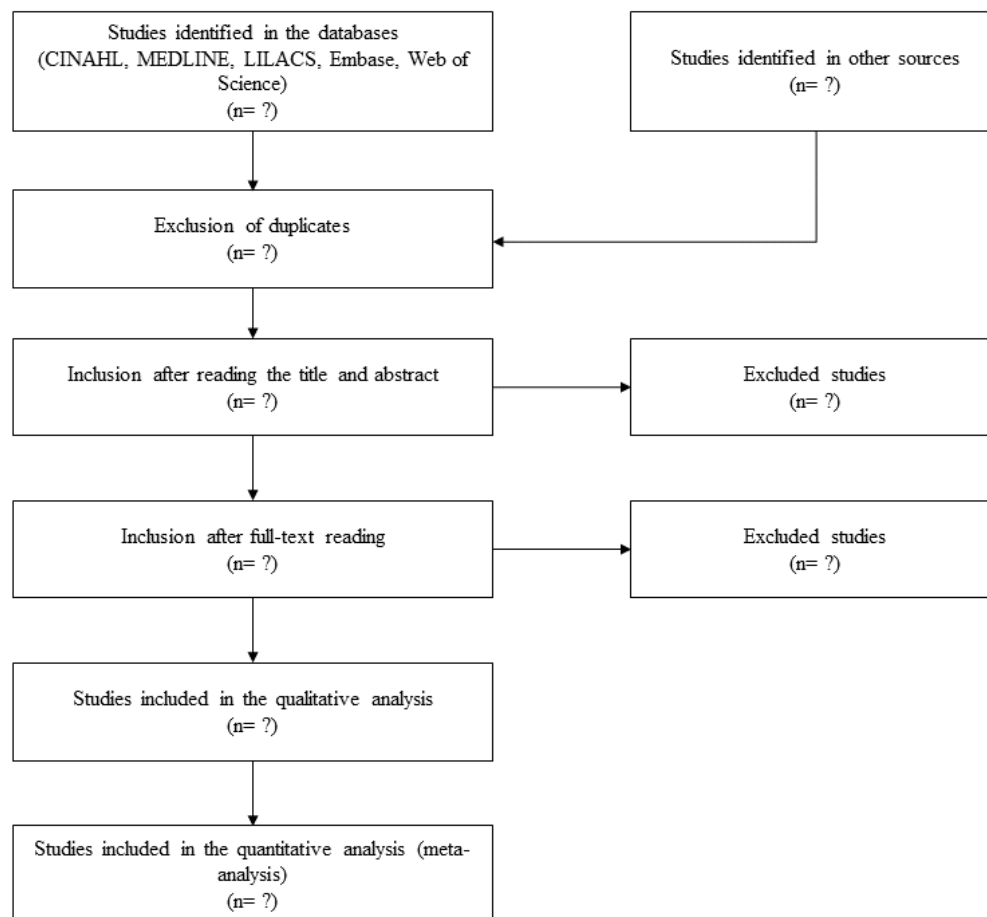 Studies identified in the databases
(CINAHL, MEDLINE, LILACS, Embase, Web of
Science)
(n= ?)
Studies identified in other sources
(n= ?)
Exclusion of duplicates
(n= ?)
Inclusion after reading the title and abstract
(n= ?)
Excluded studies
(n= ?)
Inclusion after full-text reading
(n= ?)
Excluded studies
(n= ?)
Studies included in the qualitative analysis
(n= ?)
Studies included in the quantitative analysis (meta-
analysis)
(n= ?)